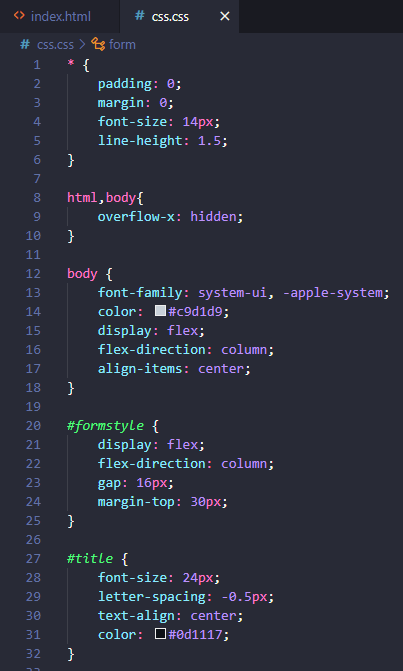 index.html css.css
css.css > form
1 * {
2 padding: 0;
3 margin: 0;
4 font-size: 14px;
5 line-height: 1.5;
6 }
7
8 html,body{
9 overflow-x: hidden;
10 }
11
12 body {
13 font-family: system-ui, -apple-system;
14 color: #c9d1d9;
15 display: flex;
16 flex-direction: column;
17 align-items: center;
18 }
19
20 #formstyle {
21 display: flex;
22 flex-direction: column;
23 gap: 16px;
24 margin-top: 30px;
25 }
26
27 #title {
28 font-size: 24px;
29 letter-spacing: -0.5px;
30 text-align: center;
31 color: #0d1117;
32 }